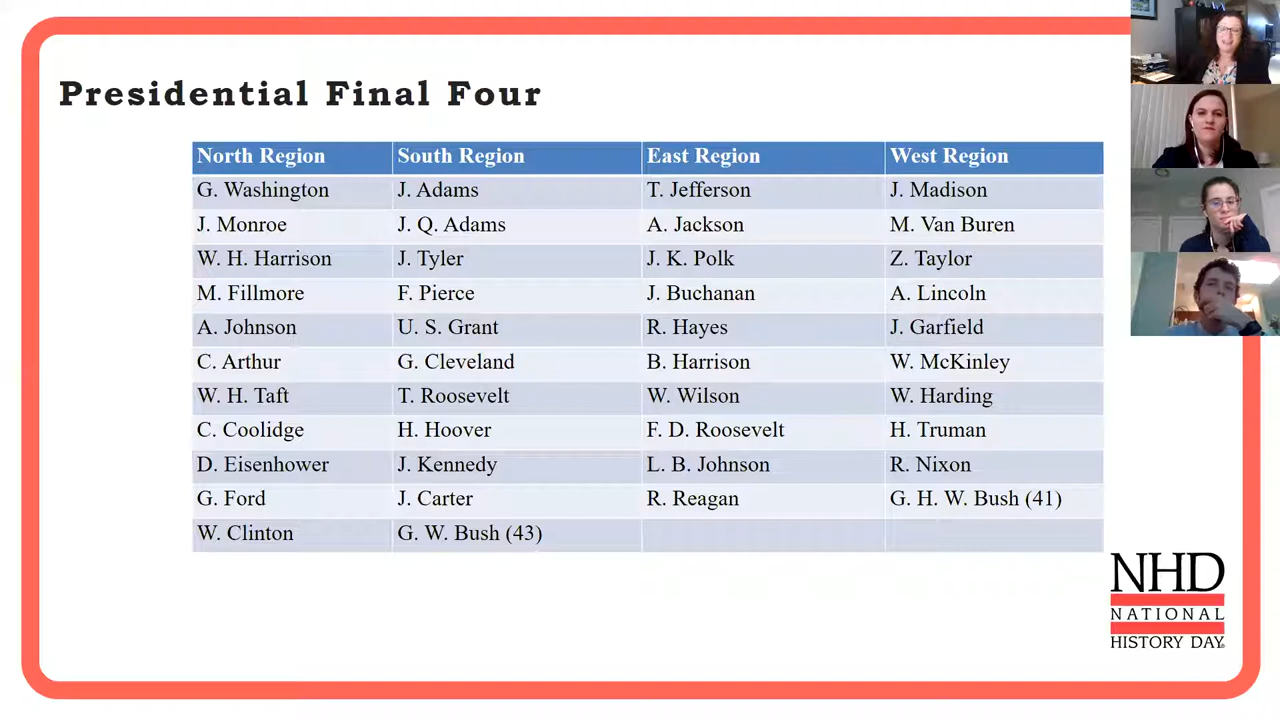 Presidential Final Four
North Region South Region East Region West Region
G. Washington J. Adams T. Jefferson J. Madison
J. Monroe J. Q. Adams A. Jackson M. Van Buren
W. H. Harrison J. Tyler J. K. Polk Z. Taylor
M. Fillmore F. Pierce J. Buchanan A. Lincoln
A. Johnson U. S. Grant R. Hayes J. Garfield
C. Arthur G. Cleveland B. Harrison W. McKinley
W. H. Taft T. Roosevelt W. Wilson W. Harding
C. Coolidge H. Hoover F. D. Roosevelt H. Truman
D. Eisenhower J. Kennedy L. B. Johnson R. Nixon
G. Ford J. Carter R. Reagan G. H. W. Bush (41)
W. Clinton G. W. Bush (43)
NHD
NATIONAL
HISTORY DAY